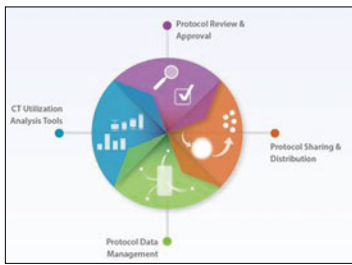 Protocol Review &
Approval
CT Utilization
Analysis Tools
Protocol Sharing &
Distribution
Protocol Data
Management